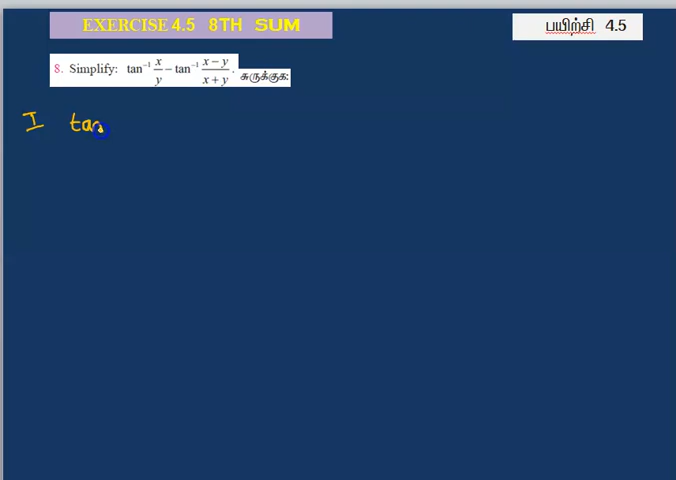 EXERCISE 4.5 8TH SUM
பயிற்சி 4.5
8. Simplify: tan⁻¹ x/y − tan⁻¹ (x − y)/(x + y). சுருக்குக:
I tan